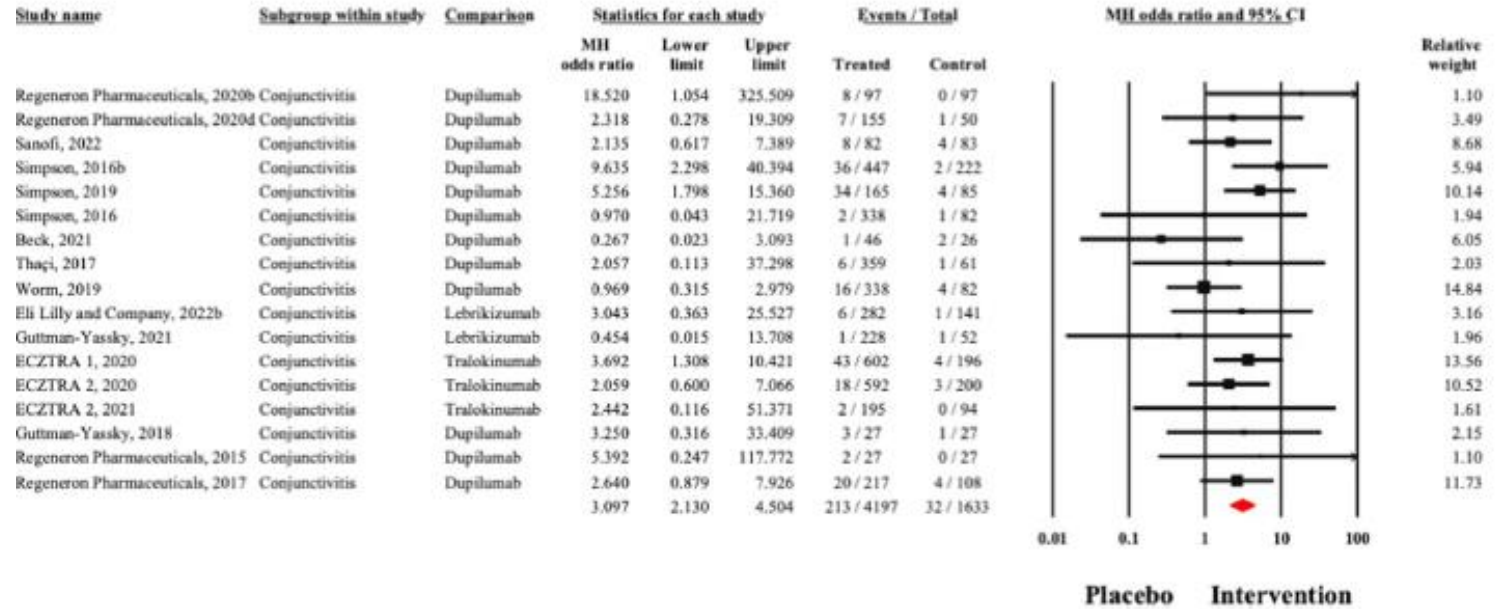 Study name Subgroup within study Comparison Statistics for each study Events / Total MH odds ratio and 95% CI
MH odds ratio Lower limit Upper limit Treated Control Relative weight
Regeneron Pharmaceuticals, 2020b Conjunctivitis Dupilumab 18.520 1.054 325.509 8 / 97 0 / 97 1.10
Regeneron Pharmaceuticals, 2020d Conjunctivitis Dupilumab 2.318 0.278 19.309 7 / 155 1 / 50 3.49
Sanofi, 2022 Conjunctivitis Dupilumab 2.135 0.617 7.389 8 / 82 4 / 83 8.68
Simpson, 2016b Conjunctivitis Dupilumab 9.635 2.298 40.394 36 / 447 2 / 222 5.94
Simpson, 2019 Conjunctivitis Dupilumab 5.256 1.798 15.360 34 / 165 4 / 85 10.14
Simpson, 2016 Conjunctivitis Dupilumab 0.970 0.043 21.719 2 / 338 1 / 82 1.94
Beck, 2021 Conjunctivitis Dupilumab 0.267 0.023 3.093 1 / 46 2 / 26 6.05
Thaçi, 2017 Conjunctivitis Dupilumab 2.057 0.113 37.298 6 / 359 1 / 61 2.03
Worm, 2019 Conjunctivitis Dupilumab 0.969 0.315 2.979 16 / 338 4 / 82 14.84
Eli Lilly and Company, 2022b Conjunctivitis Lebrikizumab 3.043 0.363 25.527 6 / 282 1 / 141 3.16
Guttman-Yassky, 2021 Conjunctivitis Lebrikizumab 0.454 0.015 13.708 1 / 228 1 / 52 1.96
ECZTRA 1, 2020 Conjunctivitis Tralokinumab 3.692 1.308 10.421 43 / 602 4 / 196 13.56
ECZTRA 2, 2020 Conjunctivitis Tralokinumab 2.059 0.600 7.066 18 / 592 3 / 200 10.52
ECZTRA 2, 2021 Conjunctivitis Tralokinumab 2.442 0.116 51.371 2 / 195 0 / 94 1.61
Guttman-Yassky, 2018 Conjunctivitis Dupilumab 3.250 0.316 33.409 3 / 27 1 / 27 2.15
Regeneron Pharmaceuticals, 2015 Conjunctivitis Dupilumab 5.392 0.247 117.772 2 / 27 0 / 27 1.10
Regeneron Pharmaceuticals, 2017 Conjunctivitis Dupilumab 2.640 0.879 7.926 20 / 217 4 / 108 11.73
3.097 2.130 4.504 213 / 4197 32 / 1633
0.01 0.1 1 10 100
Placebo Intervention